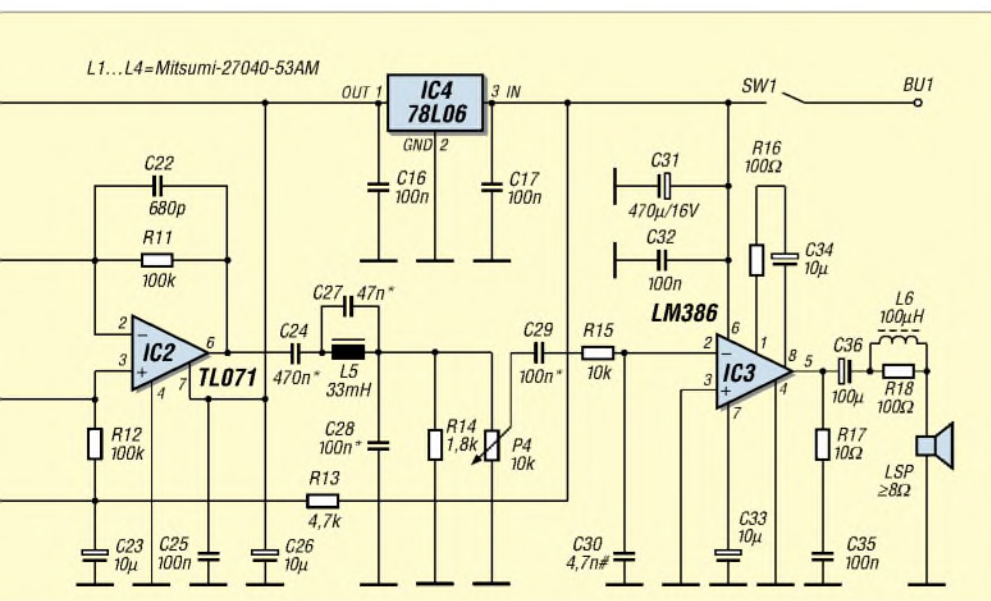 L1...L4=Mitsumi-27040-53AM
OUT 1
IC4
78L06
3 IN
GND 2
SW1
BU1
C22
680p
R11
100k
C16
100n
C17
100n
C31
470µ/16V
C32
100n
R16
100Ω
C34
10µ
LM386
L6
100µH
2
3
IC2
6
7
4
TL071
C24
470n*
C27 47n*
L5
33mH
C29
100n*
R15
10k
2
3
IC3
6
1
8
5
4
7
C36
100µ
R18
100Ω
R12
100k
C28
100n*
R14
1,8k
P4
10k
R17
10Ω
LSP
≥8Ω
R13
4,7k
C23
10µ
C25
100n
C26
10µ
C30
4,7n#
C33
10µ
C35
100n